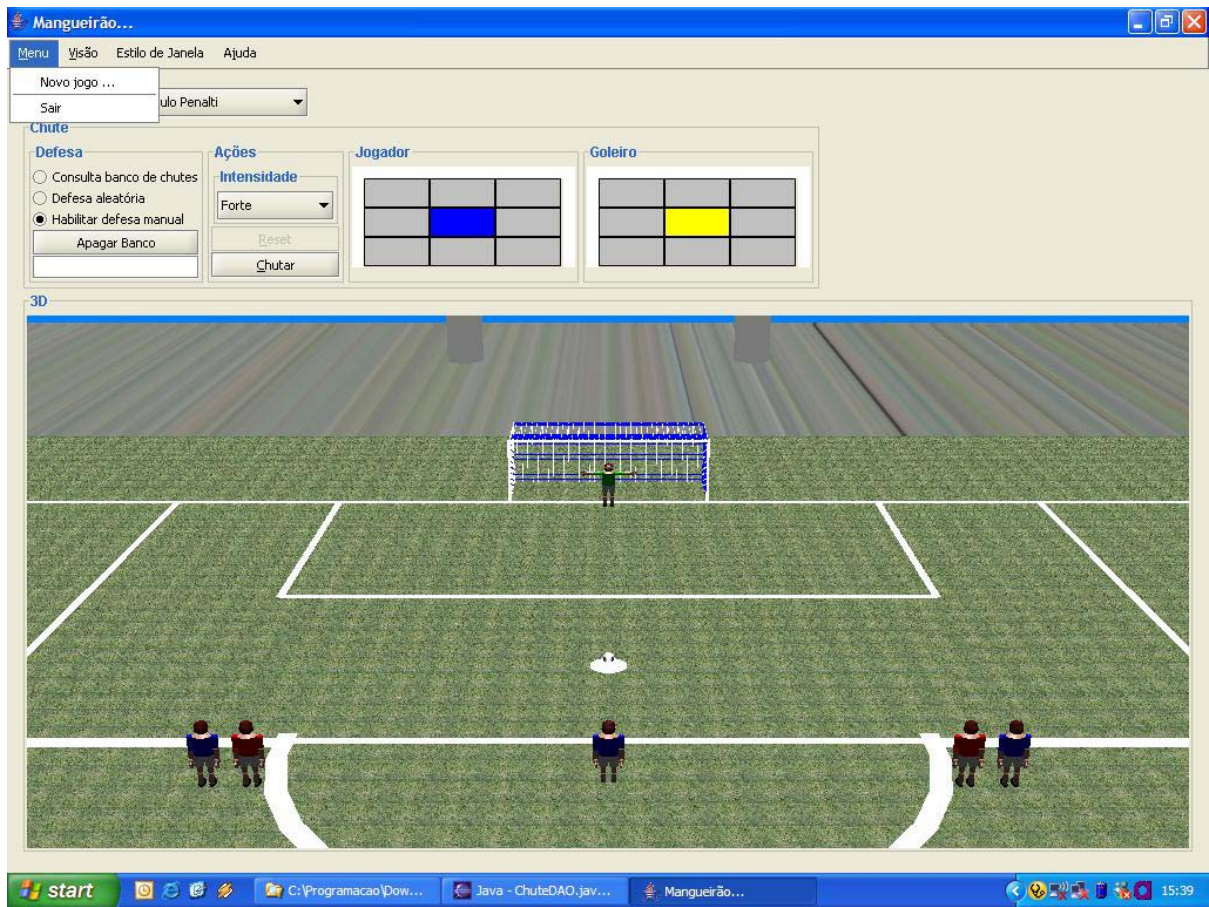 Mangueirão...
Menu Visão Estilo de Janela Ajuda
Novo jogo ...
Sair
Penalti
Chute
Defesa
Consulta banco de chutes
Defesa aleatória
Habilitar defesa manual
Apagar Banco
Ações
Intensidade
Forte
Reset
Chutar
Jogador
Goleiro
3D
start
C:\Programacao\Dow...
Java - ChuteDAO.jav...
Mangueirão...
15:39